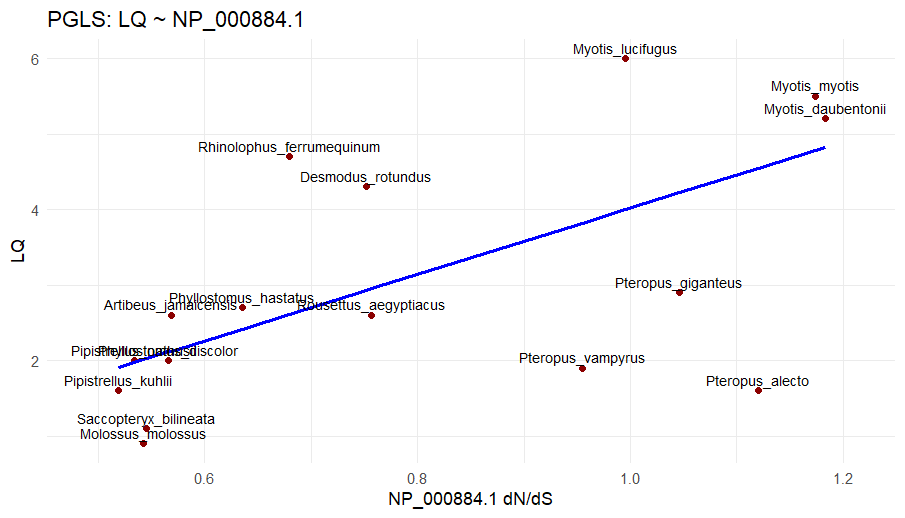 PGLS: LQ ~ NP_000884.1
Myotis_lucifugus
6
Myotis_myotis
Myotis_daubentonii
Rhinolophus_ferrumequinum
Desmodus_rotundus
4
LQ
Pteropus_giganteus
Phyllostomus_hastatus
Artibeus_jamaicensis
Rousettus_aegyptiacus
Phyllostomus_discolor
Pteropus_vampyrus
2
Pipistrellus_kuhlii
Pteropus_alecto
Saccopteryx_bilineata
Molossus_molossus
0.6 0.8 1.0 1.2
NP_000884.1 dN/dS